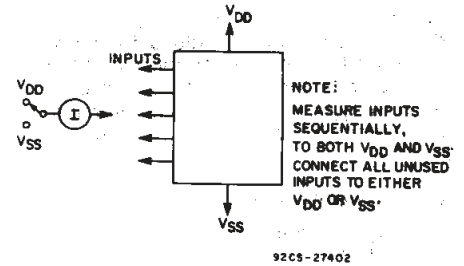 VDD
INPUTS
VDD
I
VSS
NOTE:
MEASURE INPUTS
SEQUENTIALLY,
TO BOTH VDD AND VSS.
CONNECT ALL UNUSED
INPUTS TO EITHER
VDD OR VSS.
VSS
92CS-27402